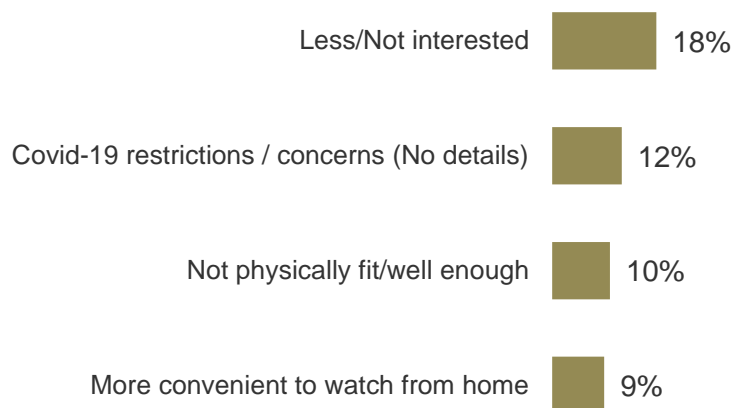 Less/Not interested 18%
Covid-19 restrictions / concerns (No details) 12%
Not physically fit/well enough 10%
More convenient to watch from home 9%